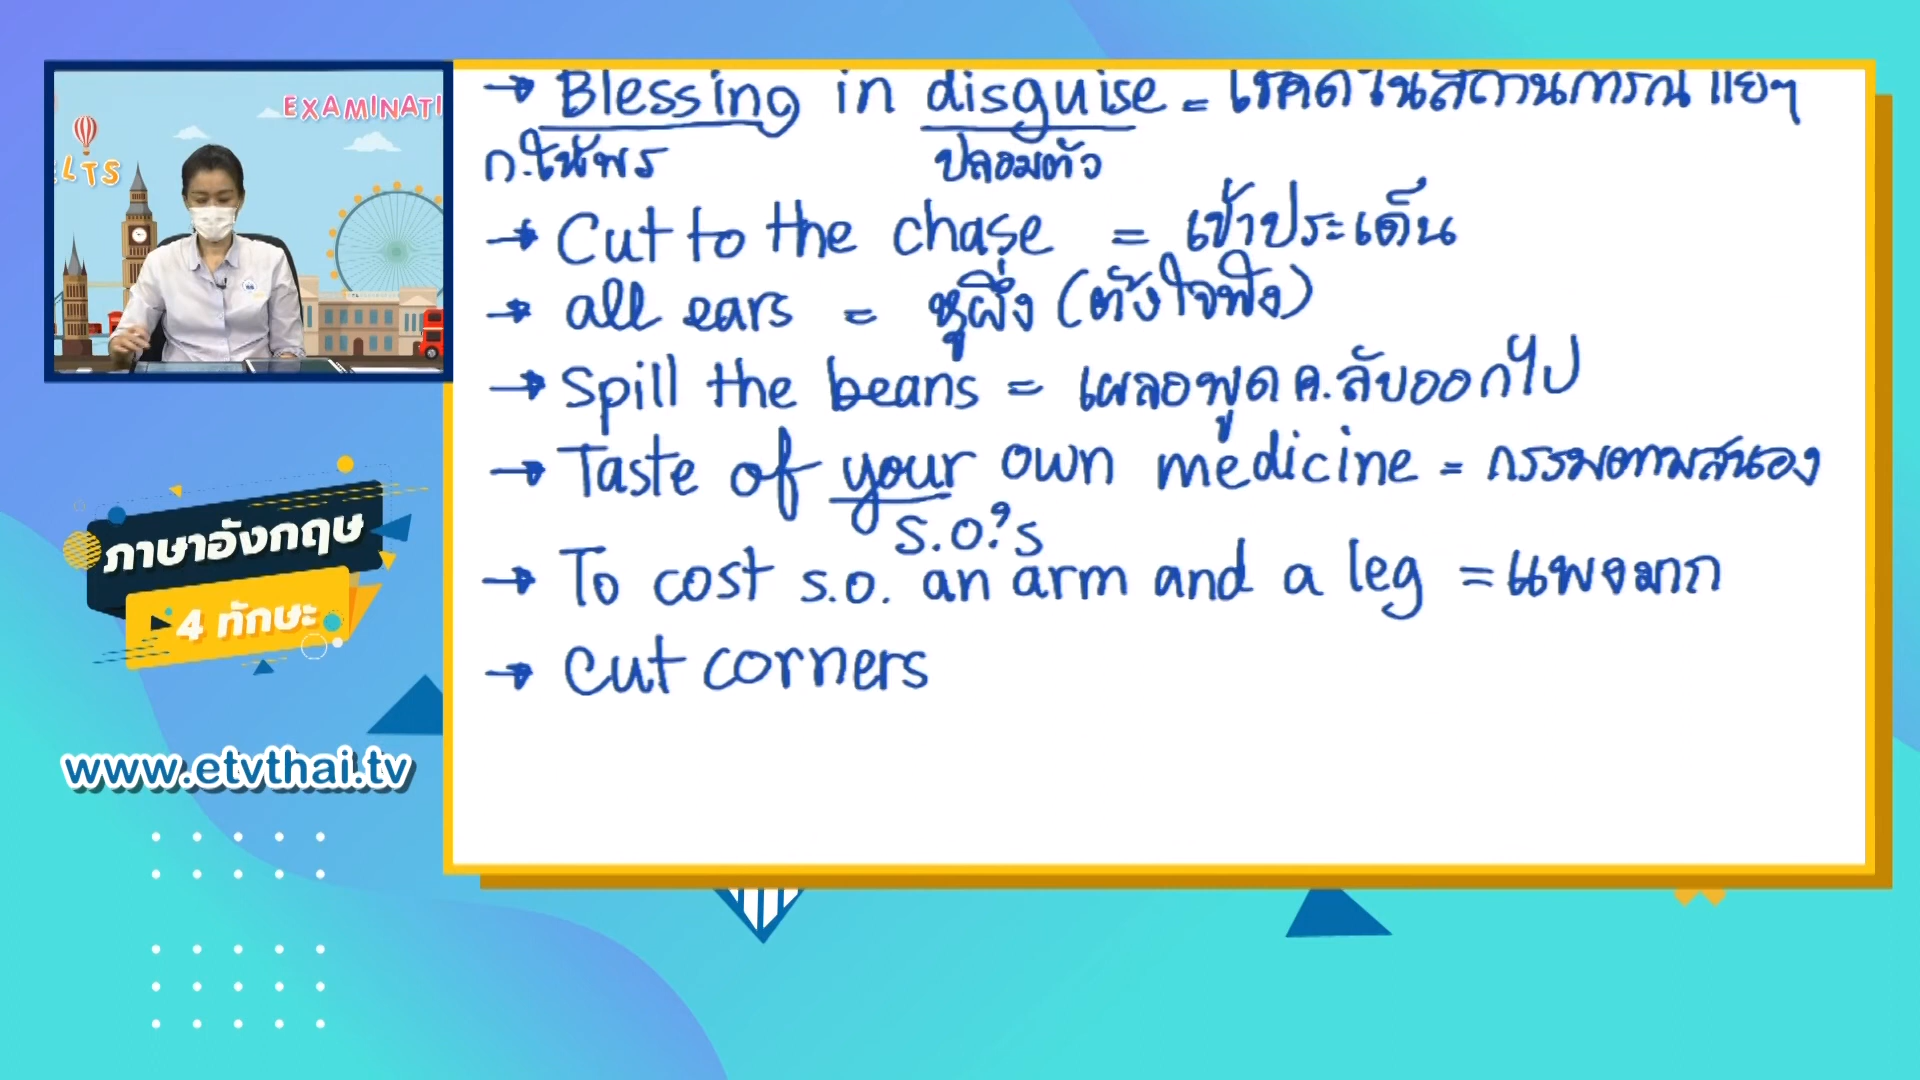 EXAMINATI
ELTS
→ Blessing in disguise = โชคดีในสถานการณ์แย่ๆ
ก.ให้พร ปลอมตัว
→ Cut to the chase = เข้าประเด็น
→ all ears = หูผึ่ง (ตั้งใจฟัง)
→ Spill the beans = เผลอพูด ค.ลับออกไป
→ Taste of your own medicine = กรรมตามสนอง
s.o.'s
→ To cost s.o. an arm and a leg = แพงมาก
→ Cut corners
ภาษาอังกฤษ
4 ทักษะ
www.etvthai.tv